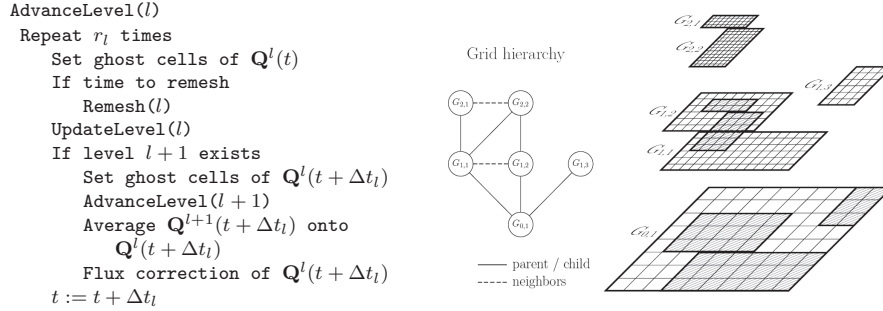 AdvanceLevel(l)
Repeat r_l times
Set ghost cells of Q^l(t)
If time to remesh
Remesh(l)
UpdateLevel(l)
If level l + 1 exists
Set ghost cells of Q^l(t + Δt_l)
AdvanceLevel(l + 1)
Average Q^{l+1}(t + Δt_l) onto
Q^l(t + Δt_l)
Flux correction of Q^l(t + Δt_l)
t := t + Δt_l
Grid hierarchy
G_{2,1}
G_{2,2}
G_{1,1}
G_{1,2}
G_{1,3}
G_{0,1}
parent / child
neighbors
G_{2,1}
G_{2,2}
G_{1,3}
G_{1,2}
G_{1,1}
G_{0,1}